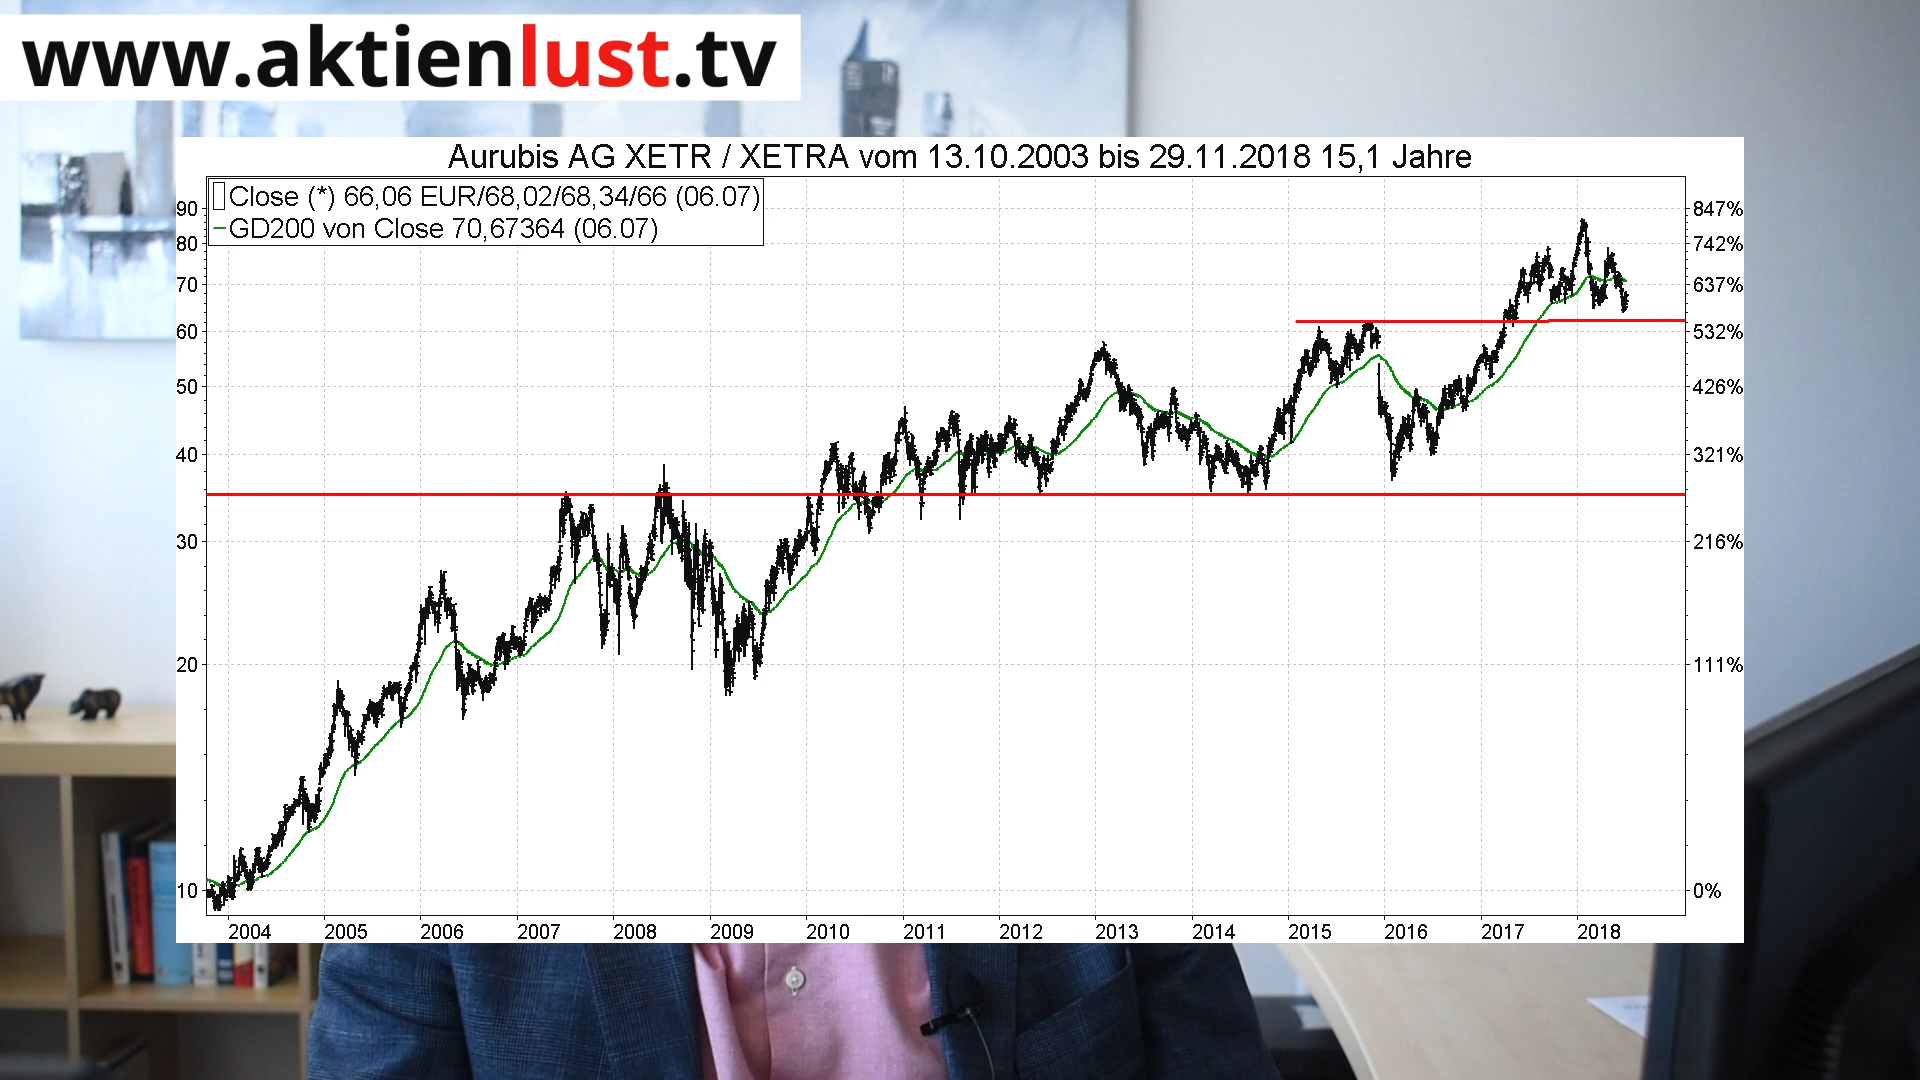 www.aktienlust.tv
Aurubis AG XETR / XETRA vom 13.10.2003 bis 29.11.2018 15,1 Jahre
Close (*) 66,06 EUR/68,02/68,34/66 (06.07)
GD200 von Close 70,67364 (06.07)
90 847%
80 742%
70 637%
60 532%
50 426%
40 321%
30 216%
20 111%
10 0%
2004 2005 2006 2007 2008 2009 2010 2011 2012 2013 2014 2015 2016 2017 2018